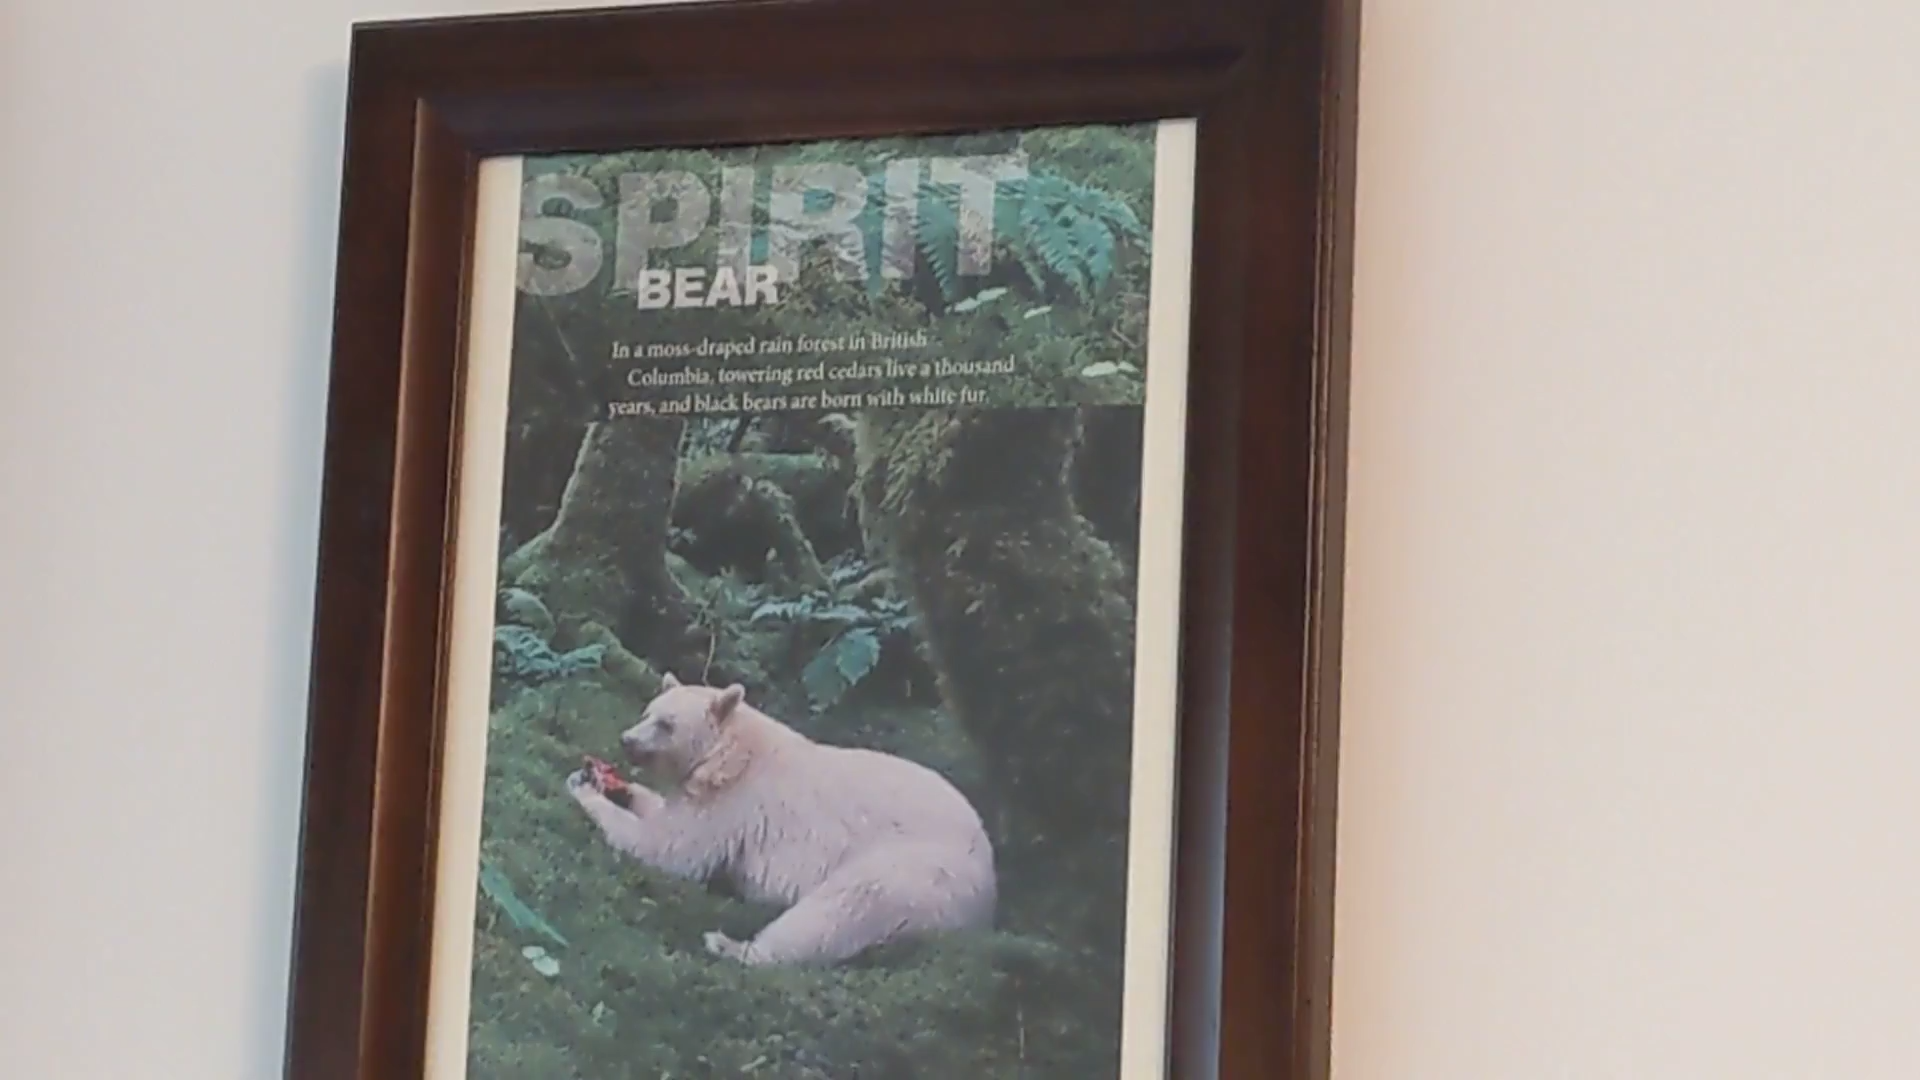 SPIRIT
BEAR
In a moss-draped rain forest in British
Columbia, towering red cedars live a thousand
years, and black bears are born with white fur.